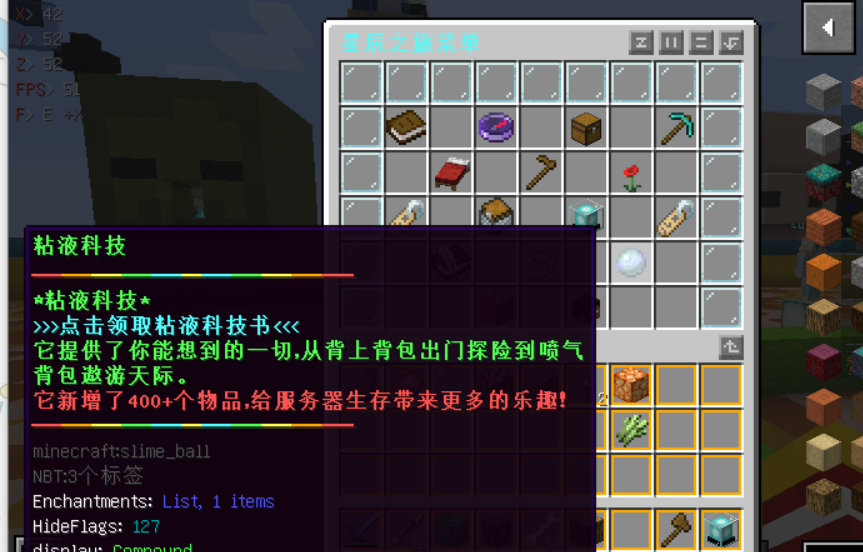 X> 42
Y> 52
Z> 52
FPS> 51
F> E +X
星辰之旅菜单
粘液科技
*粘液科技*
>>>点击领取粘液科技书<<<
它提供了你能想到的一切,从背上背包出门探险到喷气
背包遨游天际。
它新增了400+个物品,给服务器生存带来更多的乐趣!
2
minecraft:slime_ball
NBT:3个标签
Enchantments: List, 1 items
HideFlags: 127
display: Compound